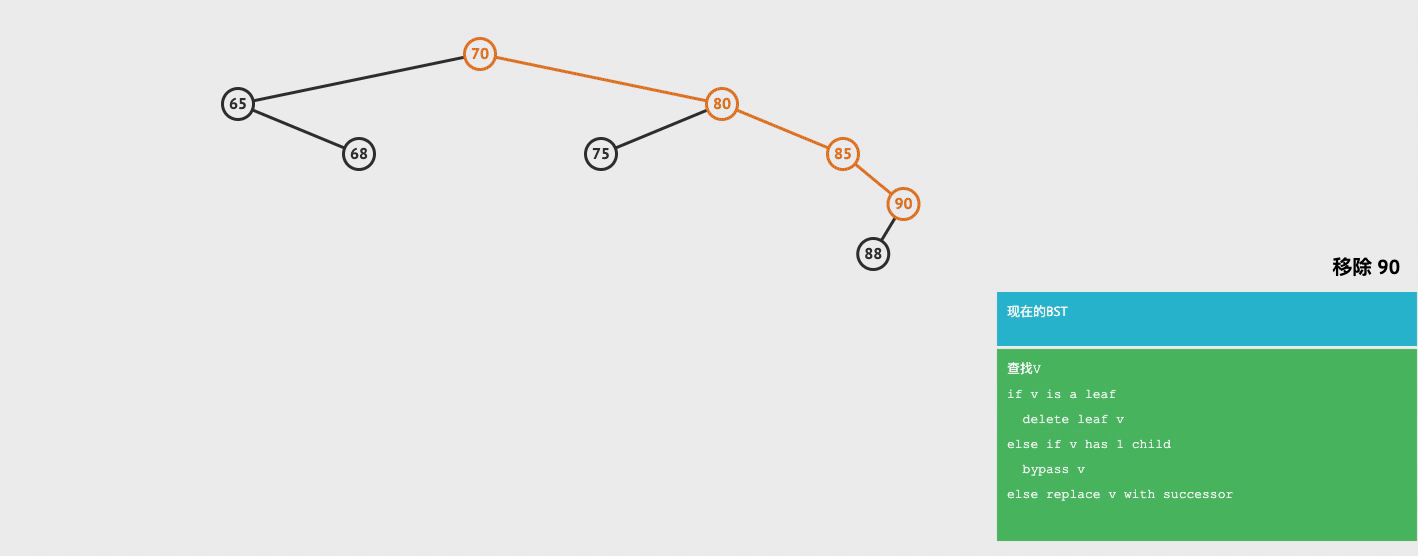 70
65
80
68
75
85
90
88
移除 90
现在的BST
查找V
if v is a leaf
delete leaf v
else if v has 1 child
bypass v
else replace v with successor